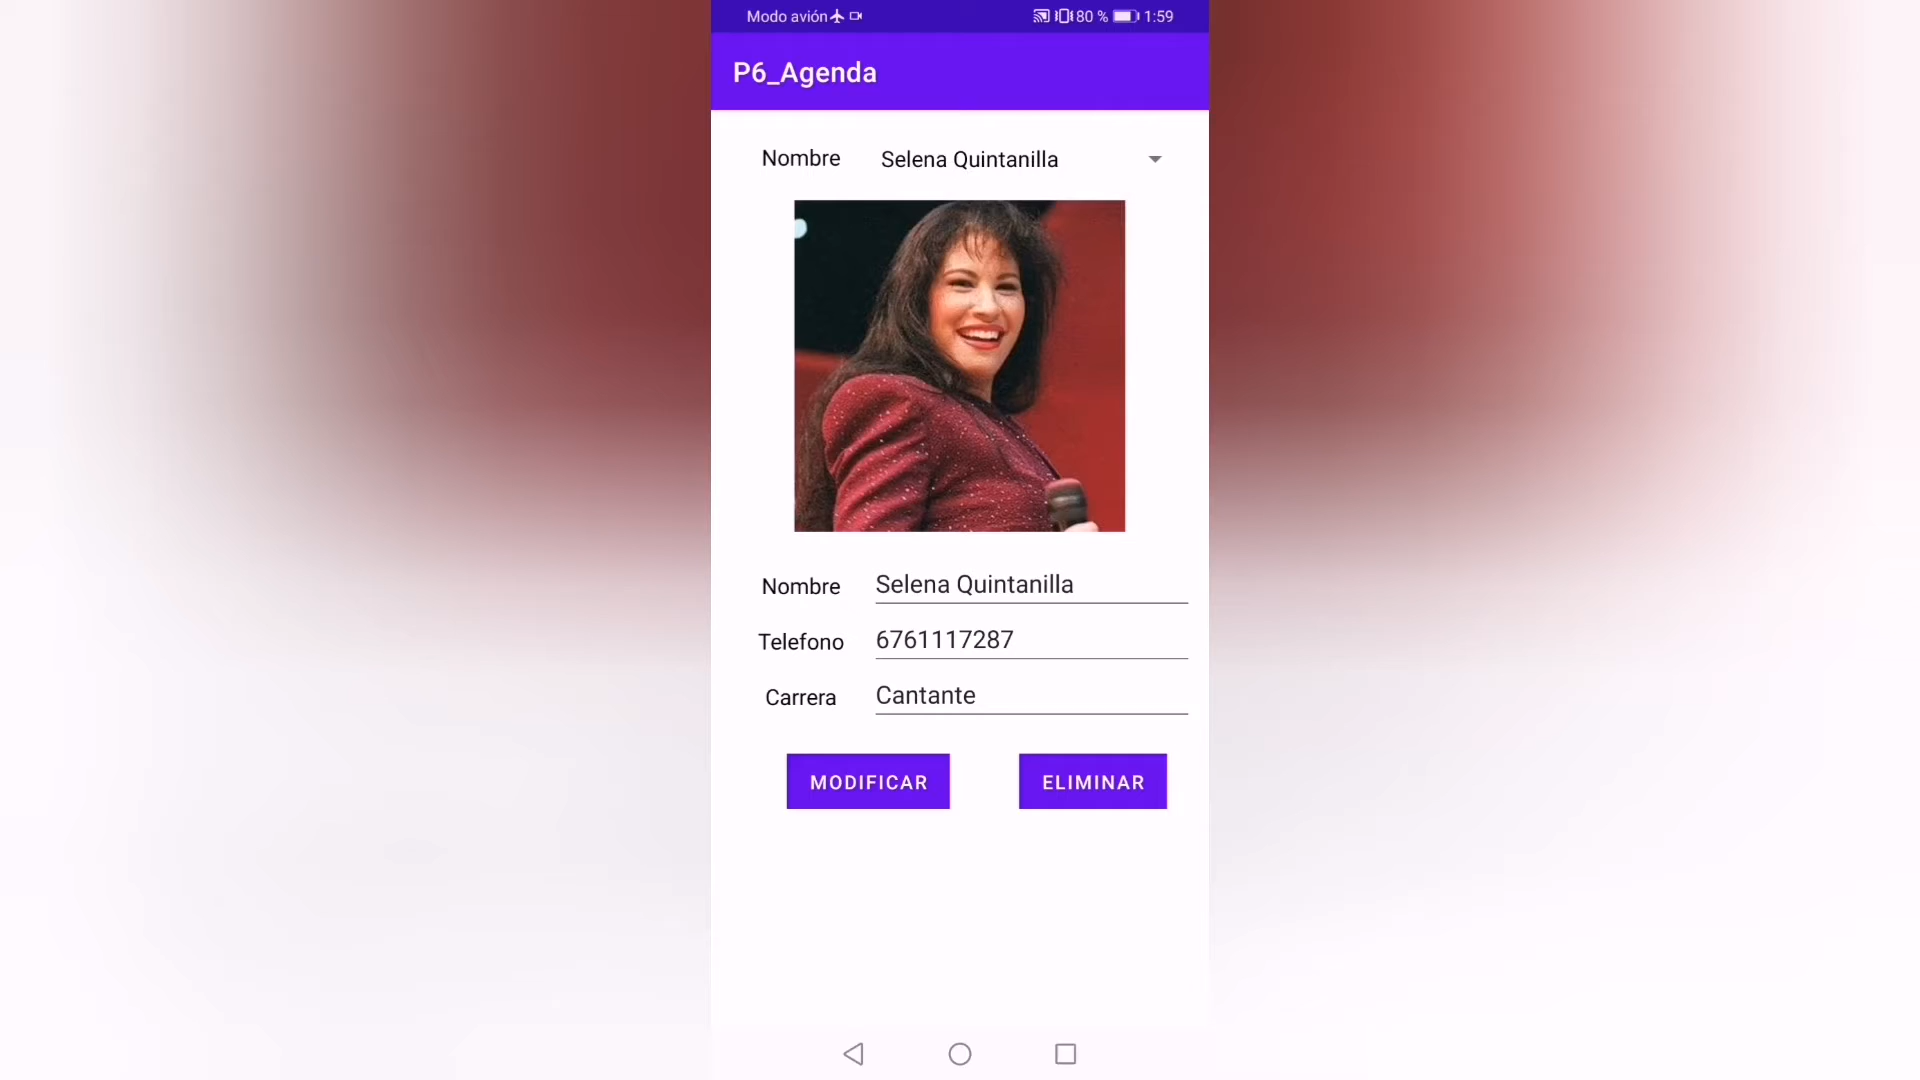 Modo avión 80 % 1:59
P6_Agenda
Nombre Selena Quintanilla
Nombre Selena Quintanilla
Telefono 6761117287
Carrera Cantante
MODIFICAR ELIMINAR